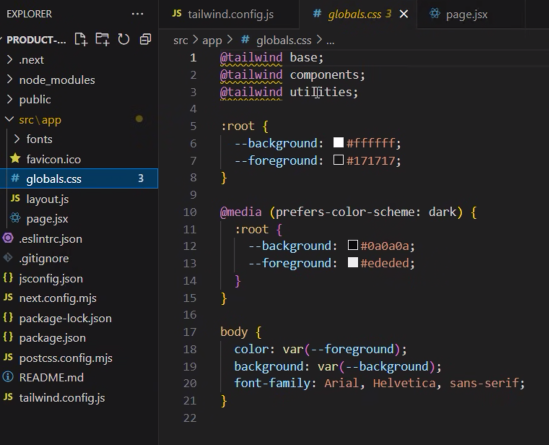 EXPLORER
tailwind.config.js
globals.css 3
page.jsx
PRODUCT-...
src > app > # globals.css > ...
.next
node_modules
public
src\app
fonts
favicon.ico
globals.css 3
layout.js
page.jsx
.eslintrc.json
.gitignore
jsconfig.json
next.config.mjs
package-lock.json
package.json
postcss.config.mjs
README.md
tailwind.config.js
1 @tailwind base;
2 @tailwind components;
3 @tailwind utilities;
4
5 :root {
6 --background: #ffffff;
7 --foreground: #171717;
8 }
9
10 @media (prefers-color-scheme: dark) {
11 :root {
12 --background: #0a0a0a;
13 --foreground: #ededed;
14 }
15 }
16
17 body {
18 color: var(--foreground);
19 background: var(--background);
20 font-family: Arial, Helvetica, sans-serif;
21 }
22